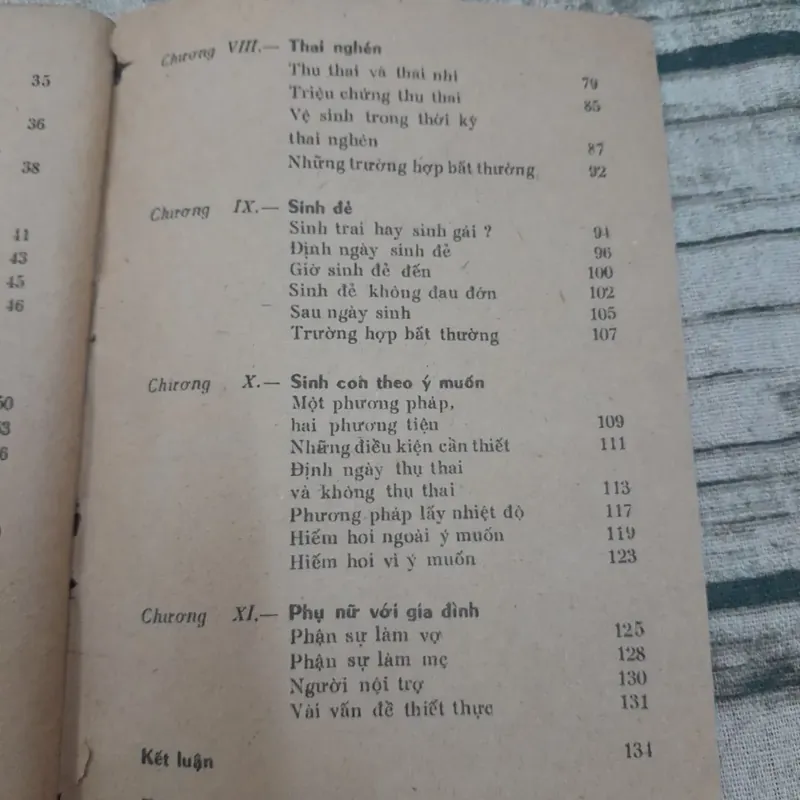 35
36
38
41
43
45
46
Chương VIII.— Thai nghén
Thu thai và thai nhi 79
Triệu chứng thu thai 85
Vệ sinh trong thời kỳ
thai nghén 87
Những trường hợp bất thường 92
Chương IX.— Sinh đẻ
Sinh trai hay sinh gái ? 94
Định ngày sinh đẻ 96
Giờ sinh đẻ đến 100
Sinh đẻ không đau đớn 102
Sau ngày sinh 105
Trường hợp bất thường 107
Chương X.— Sinh con theo ý muốn
Một phương pháp,
hai phương tiện 109
Những điều kiện cần thiết 111
Định ngày thụ thai
và không thụ thai 113
Phương pháp lấy nhiệt độ 117
Hiếm hoi ngoài ý muốn 119
Hiếm hoi vì ý muốn 123
Chương XI.— Phụ nữ với gia đình
Phận sự làm vợ 125
Phận sự làm mẹ 128
Người nội trợ 130
Vài vấn đề thiết thực 131
Kết luận 134